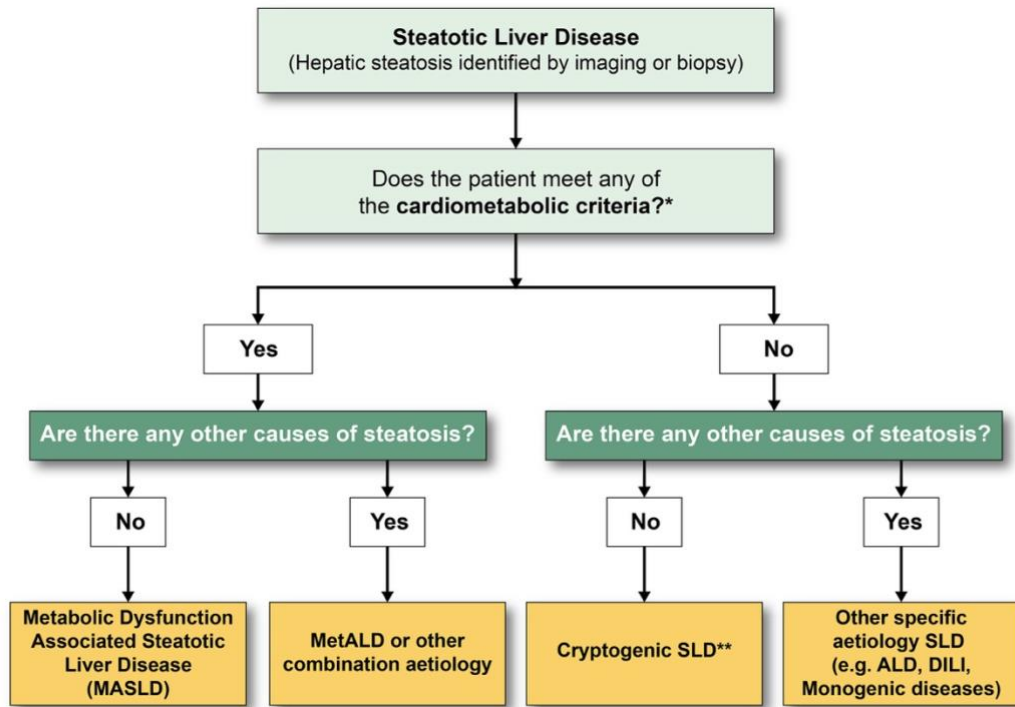 Steatotic Liver Disease
(Hepatic steatosis identified by imaging or biopsy)
Does the patient meet any of
the cardiometabolic criteria?*
Yes
No
Are there any other causes of steatosis?
Are there any other causes of steatosis?
No
Yes
No
Yes
Metabolic Dysfunction
Associated Steatotic
Liver Disease
(MASLD)
MetALD or other
combination aetiology
Cryptogenic SLD**
Other specific
aetiology SLD
(e.g. ALD, DILI,
Monogenic diseases)